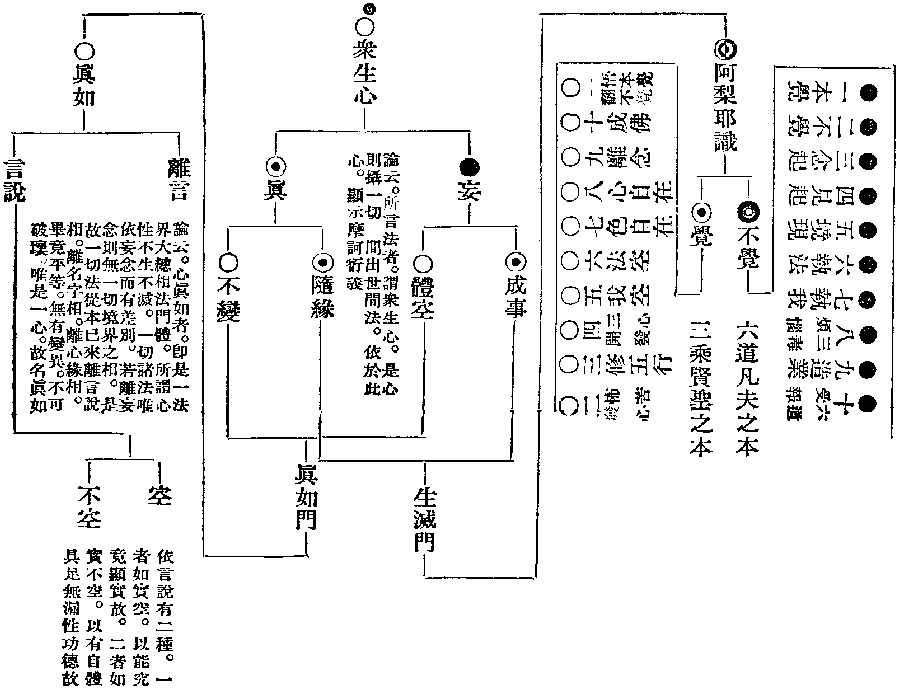 一本覺
二不覺
三念起
四見起
五境現
六執法
七執我
八煩惱三毒
九造業
十受報六道
阿梨耶識
不覺
六道凡夫之本
覺
三乘賢聖之本
一悟本覺翻不覺
十成佛
九離念
八心自在
七色自在
六法空
五我空
四三心開發
三修五行
二怖苦發心
衆生心
妄
成事
體空
論云。所言法者。謂衆生心。是心
則攝一切 間出世間法。依於此
心。顯示摩訶衍義
眞
隨緣
不變
生滅門
眞如門
眞如
離言
論云。心眞如者。即是一法
界大總相法門體。所謂心
性不生不滅。一切諸法唯
依妄念而有差別。若離妄
念則無一切境界之相。是
故一切法從本已來離言說
相。離名字相。離心緣相。
畢竟平等。無有變異。不可
破壞。唯是一心。故名眞如
言說
空
不空
依言說有二種。一
者如實空。以能究
竟顯實故。二者如
實不空。以有自體
具足無漏性功德故